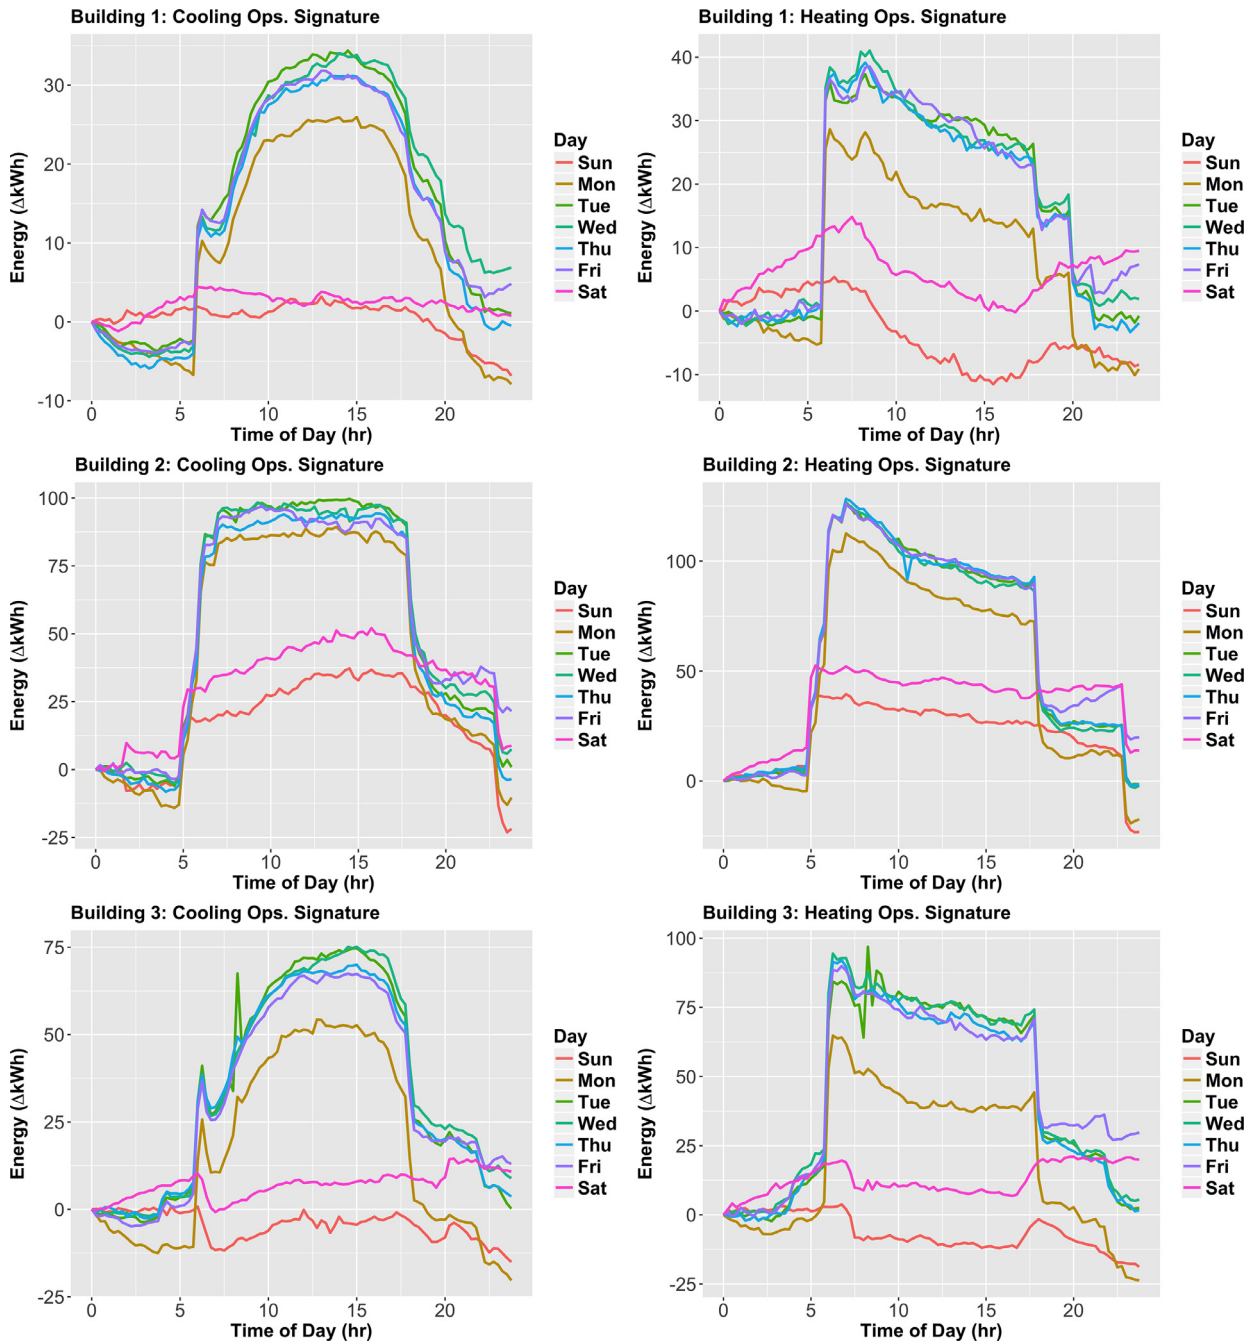 Building 1: Cooling Ops. Signature
Energy (ΔkWh)
30
20
10
0
-10
0 5 10 15 20
Time of Day (hr)
Day
Sun
Mon
Tue
Wed
Thu
Fri
Sat
Building 1: Heating Ops. Signature
Energy (ΔkWh)
40
30
20
10
0
-10
0 5 10 15 20
Time of Day (hr)
Day
Sun
Mon
Tue
Wed
Thu
Fri
Sat
Building 2: Cooling Ops. Signature
Energy (ΔkWh)
100
75
50
25
0
-25
0 5 10 15 20
Time of Day (hr)
Day
Sun
Mon
Tue
Wed
Thu
Fri
Sat
Building 2: Heating Ops. Signature
Energy (ΔkWh)
100
50
0
0 5 10 15 20
Time of Day (hr)
Day
Sun
Mon
Tue
Wed
Thu
Fri
Sat
Building 3: Cooling Ops. Signature
Energy (ΔkWh)
75
50
25
0
-25
0 5 10 15 20
Time of Day (hr)
Day
Sun
Mon
Tue
Wed
Thu
Fri
Sat
Building 3: Heating Ops. Signature
Energy (ΔkWh)
100
75
50
25
0
-25
0 5 10 15 20
Time of Day (hr)
Day
Sun
Mon
Tue
Wed
Thu
Fri
Sat